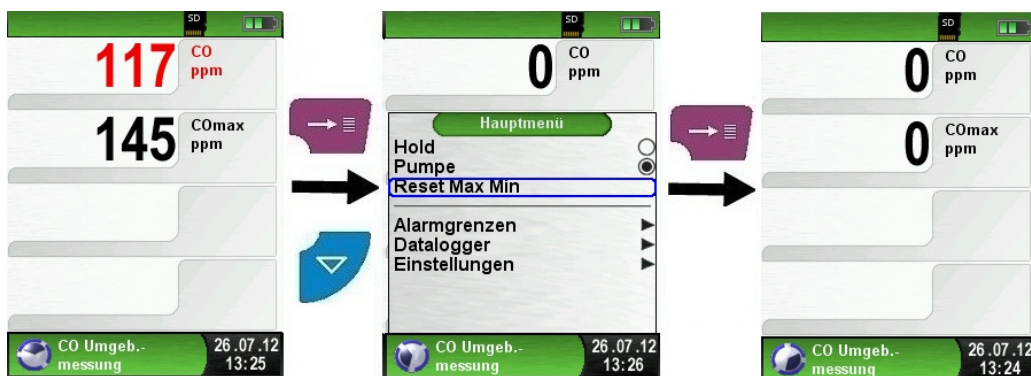 SD
117 CO
ppm
145 COmax
ppm
CO Umgeb.-
messung
26.07.12
13:25
SD
0 CO
ppm
Hauptmenü
Hold
Pumpe
Reset Max Min
Alarmgrenzen
Datalogger
Einstellungen
CO Umgeb.-
messung
26.07.12
13:26
SD
0 CO
ppm
0 COmax
ppm
CO Umgeb.-
messung
26.07.12
13:24